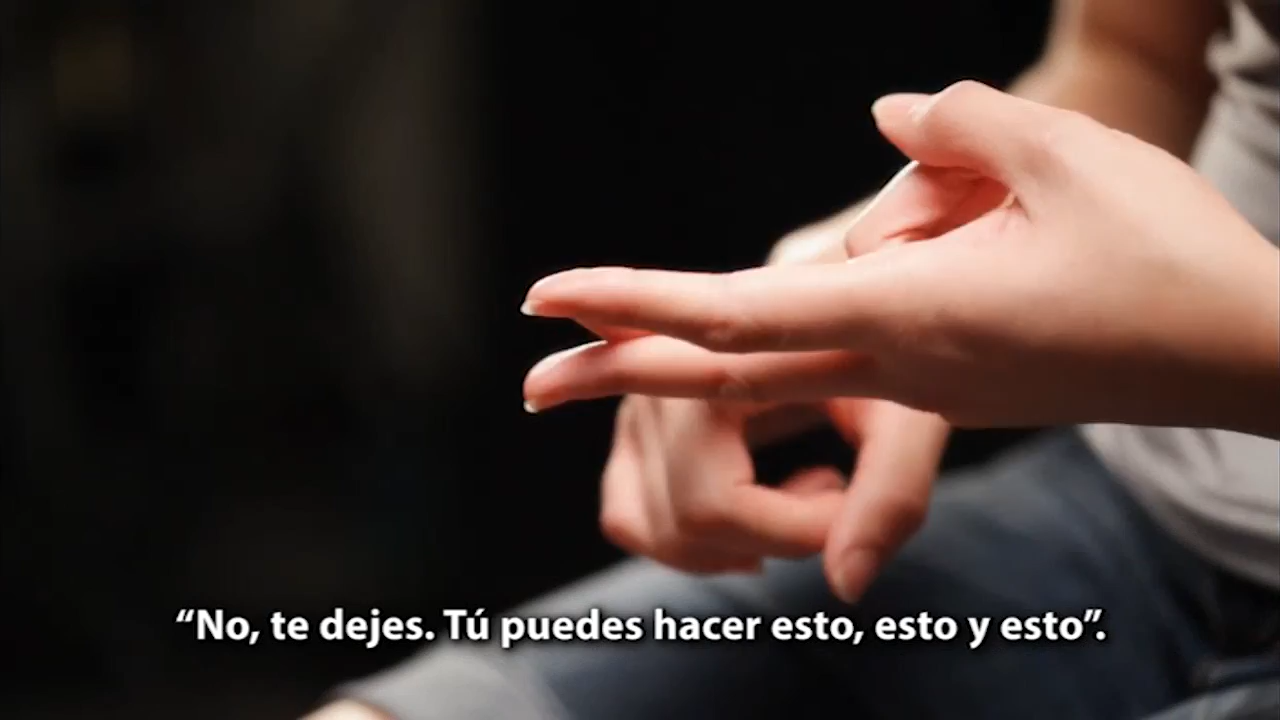 “No, te dejes. Tú puedes hacer esto, esto y esto”.